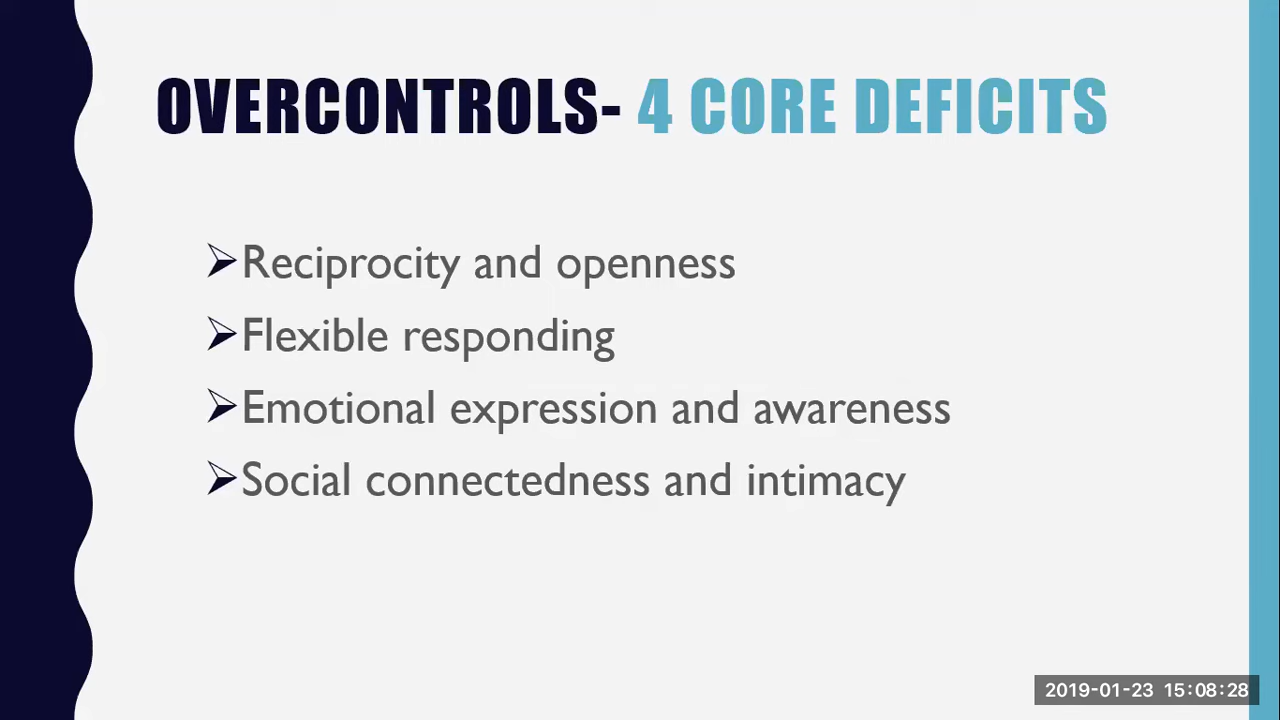 OVERCONTROLS- 4 CORE DEFICITS
Reciprocity and openness
Flexible responding
Emotional expression and awareness
Social connectedness and intimacy
2019-01-23 15:08:28